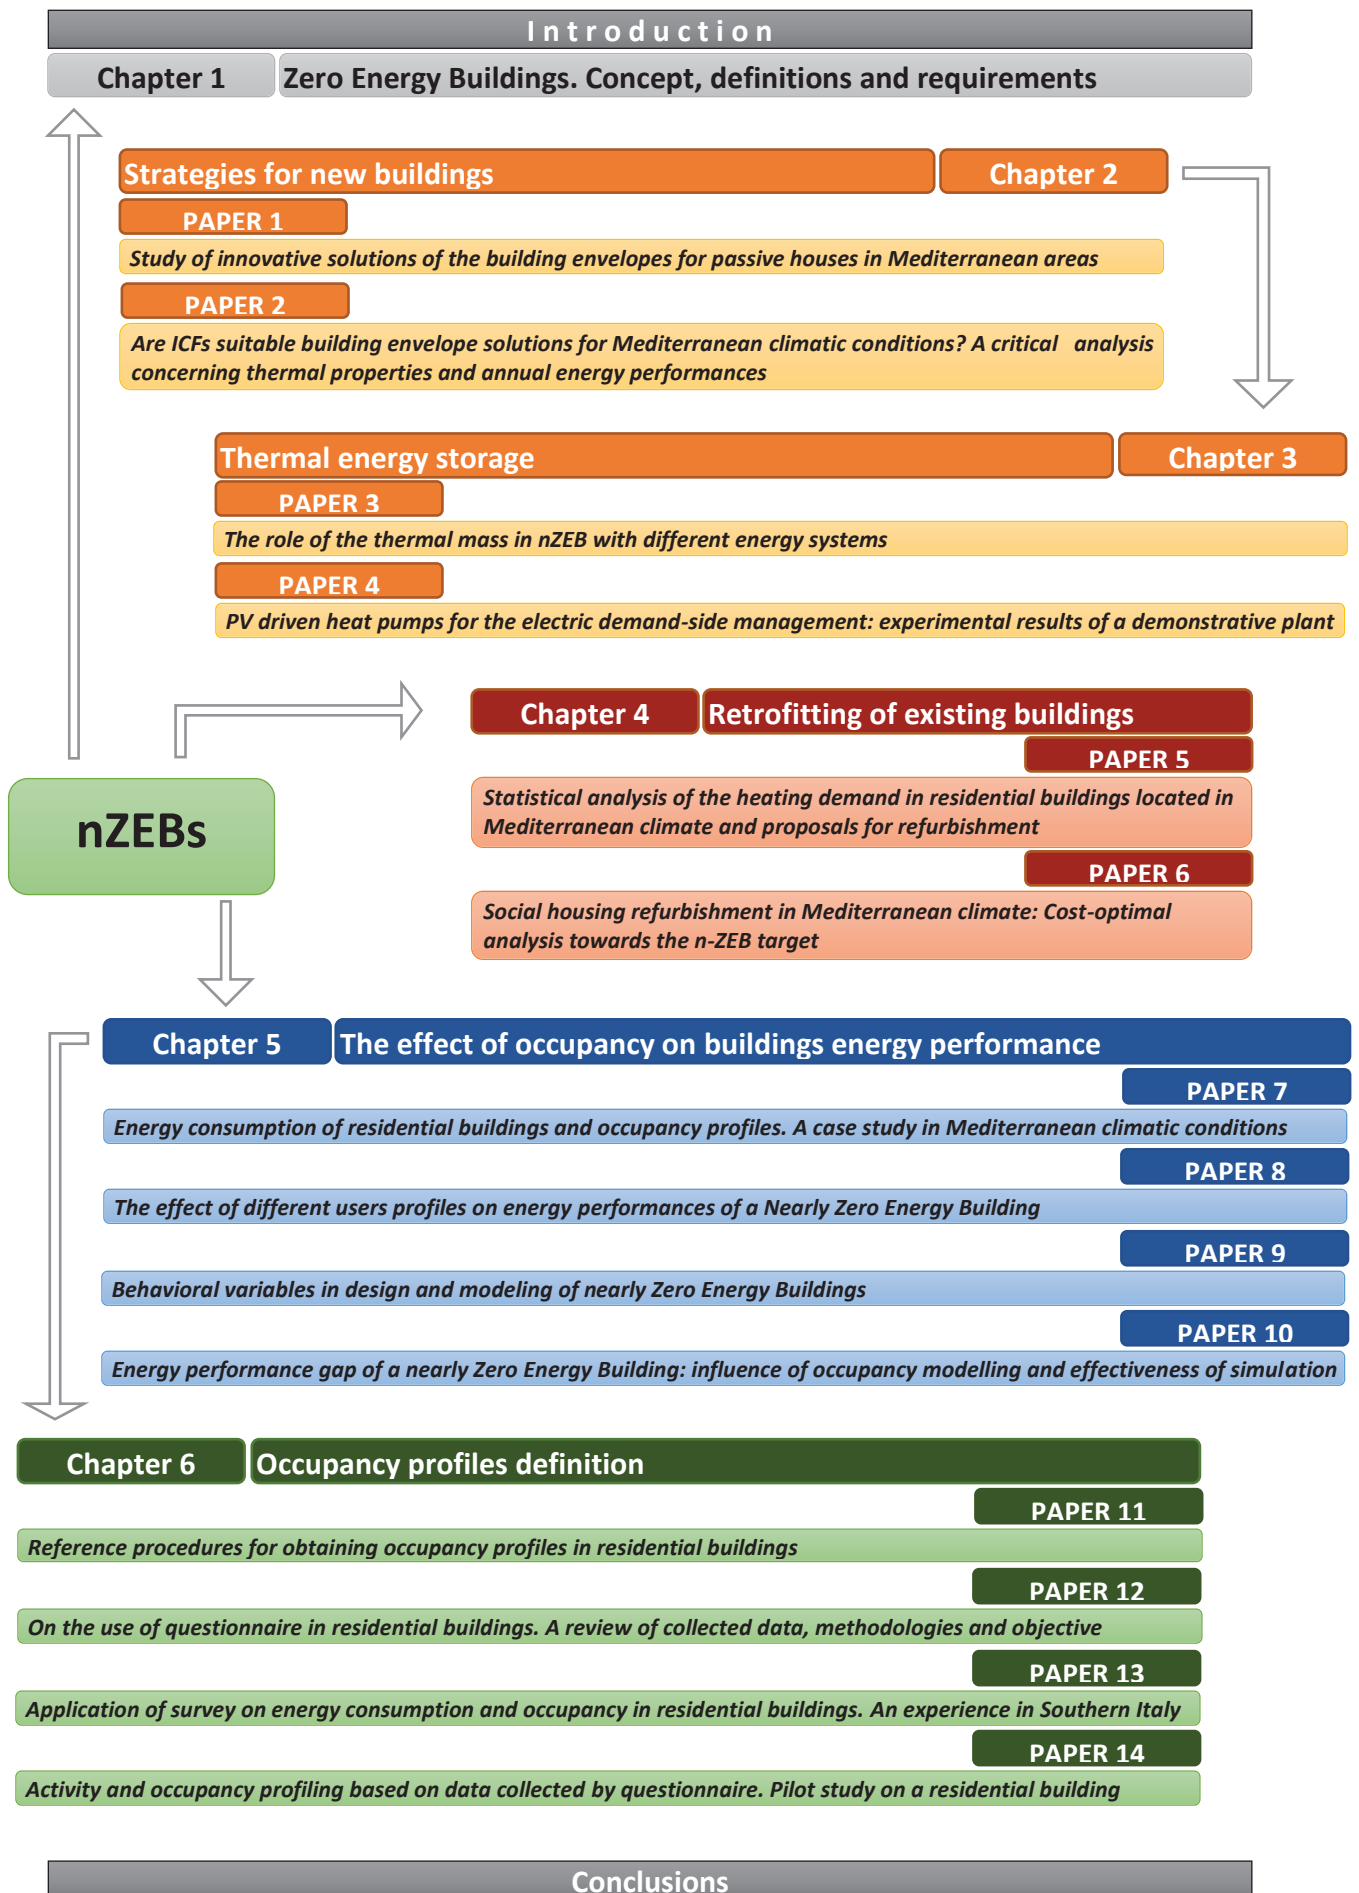 Introduction
Chapter 1 Zero Energy Buildings. Concept, definitions and requirements
Strategies for new buildings Chapter 2
PAPER 1
Study of innovative solutions of the building envelopes for passive houses in Mediterranean areas
PAPER 2
Are ICFs suitable building envelope solutions for Mediterranean climatic conditions? A critical analysis
concerning thermal properties and annual energy performances
Thermal energy storage Chapter 3
PAPER 3
The role of the thermal mass in nZEB with different energy systems
PAPER 4
PV driven heat pumps for the electric demand-side management: experimental results of a demonstrative plant
Chapter 4 Retrofitting of existing buildings
PAPER 5
Statistical analysis of the heating demand in residential buildings located in
Mediterranean climate and proposals for refurbishment
nZEBs
PAPER 6
Social housing refurbishment in Mediterranean climate: Cost-optimal
analysis towards the n-ZEB target
Chapter 5 The effect of occupancy on buildings energy performance
PAPER 7
Energy consumption of residential buildings and occupancy profiles. A case study in Mediterranean climatic conditions
PAPER 8
The effect of different users profiles on energy performances of a Nearly Zero Energy Building
PAPER 9
Behavioral variables in design and modeling of nearly Zero Energy Buildings
PAPER 10
Energy performance gap of a nearly Zero Energy Building: influence of occupancy modelling and effectiveness of simulation
Chapter 6 Occupancy profiles definition
PAPER 11
Reference procedures for obtaining occupancy profiles in residential buildings
PAPER 12
On the use of questionnaire in residential buildings. A review of collected data, methodologies and objective
PAPER 13
Application of survey on energy consumption and occupancy in residential buildings. An experience in Southern Italy
PAPER 14
Activity and occupancy profiling based on data collected by questionnaire. Pilot study on a residential building
Conclusions